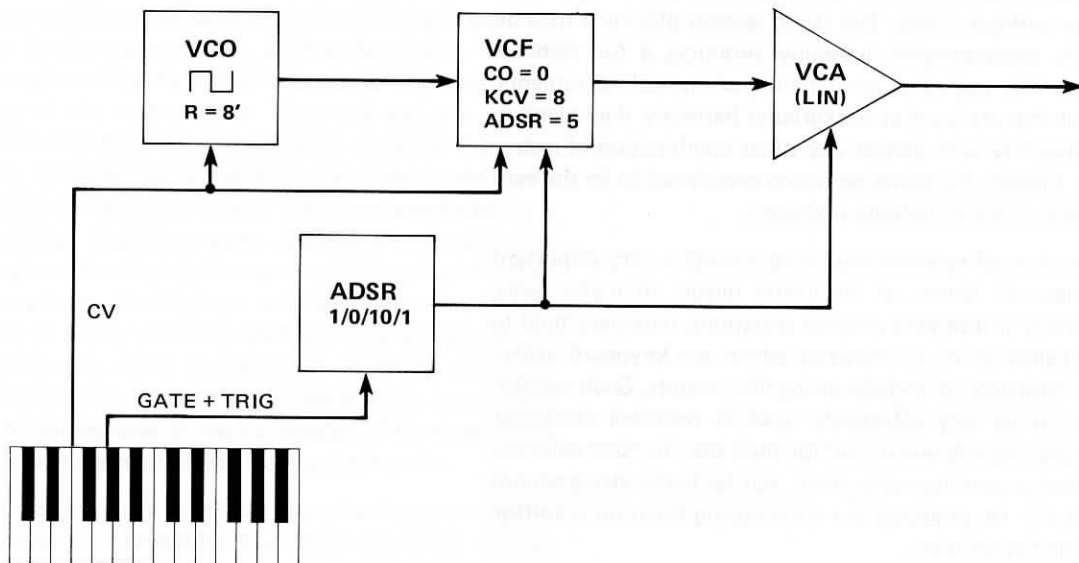 VCO
R = 8′
VCF
CO = 0
KCV = 8
ADSR = 5
VCA
(LIN)
ADSR
1/0/10/1
CV
GATE + TRIG